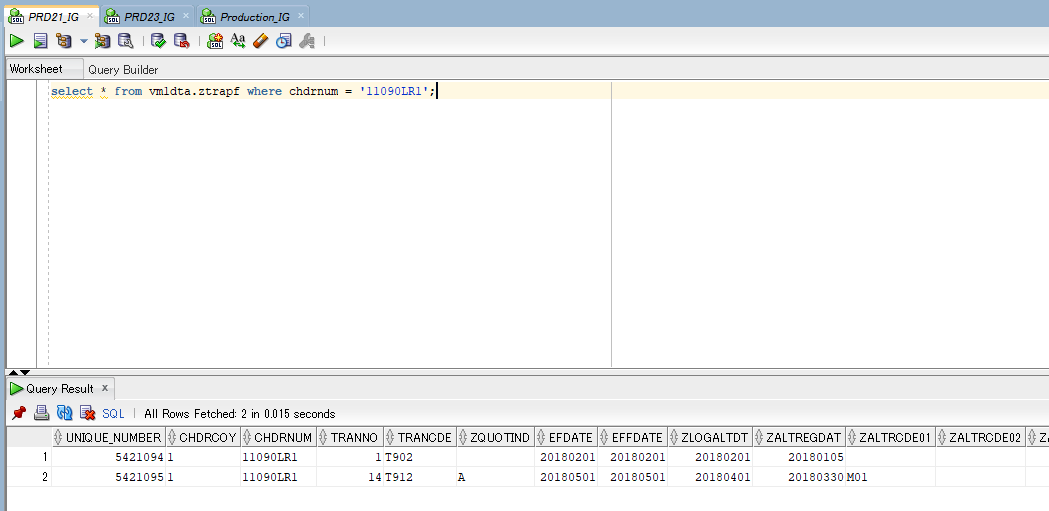 PRD21_IG × PRD23_IG × Production_IG ×
Worksheet Query Builder
select * from vmldta.ztrapf where chdrnum = '11090LR1';
Query Result x
SQL | All Rows Fetched: 2 in 0.015 seconds
UNIQUE_NUMBER CHDRCOY CHDRNUM TRANNO TRANCDE ZQUOTIND EFDATE EFFDATE ZLOGALTDT ZALTREGDAT ZALTRCDE01 ZALTRCDE02
1 5421094 1 11090LR1 1 T902 20180201 20180201 20180201 20180105
2 5421095 1 11090LR1 14 T912 A 20180501 20180501 20180401 20180330 M01